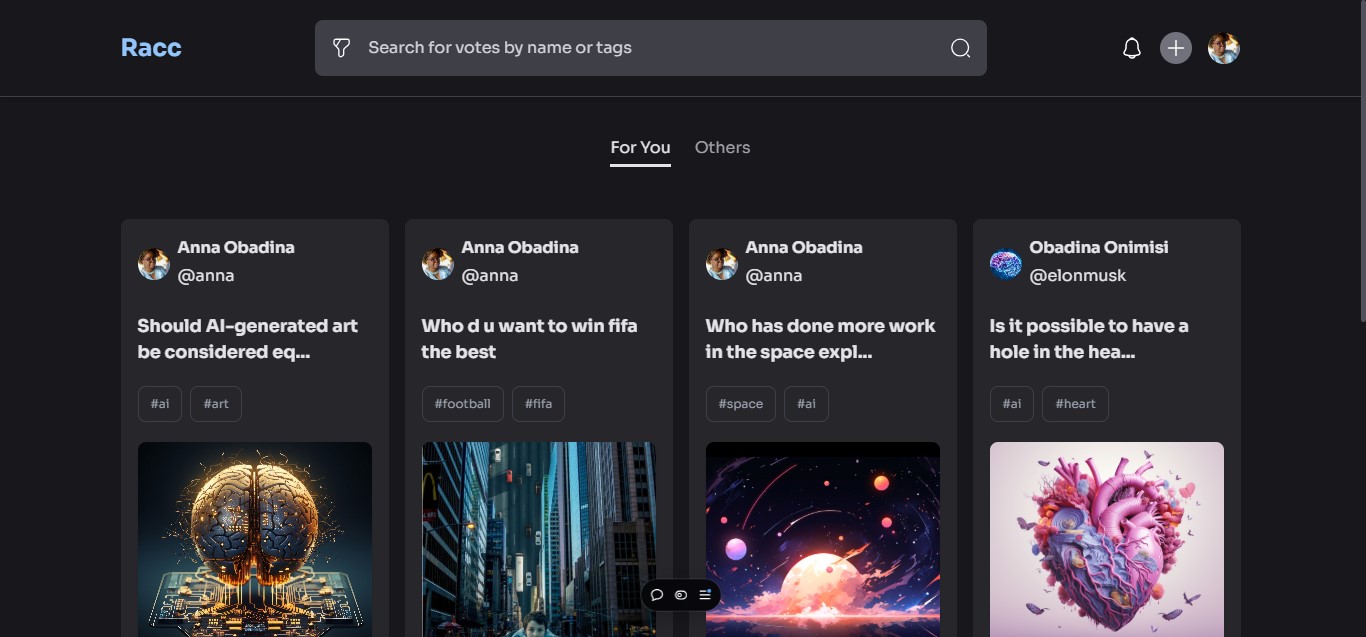 Racc
Search for votes by name or tags
For You
Others
Anna Obadina
@anna
Should AI-generated art
be considered eq...
#ai
#art
Anna Obadina
@anna
Who d u want to win fifa
the best
#football
#fifa
Anna Obadina
@anna
Who has done more work
in the space expl...
#space
#ai
Obadina Onimisi
@elonmusk
Is it possible to have a
hole in the hea...
#ai
#heart